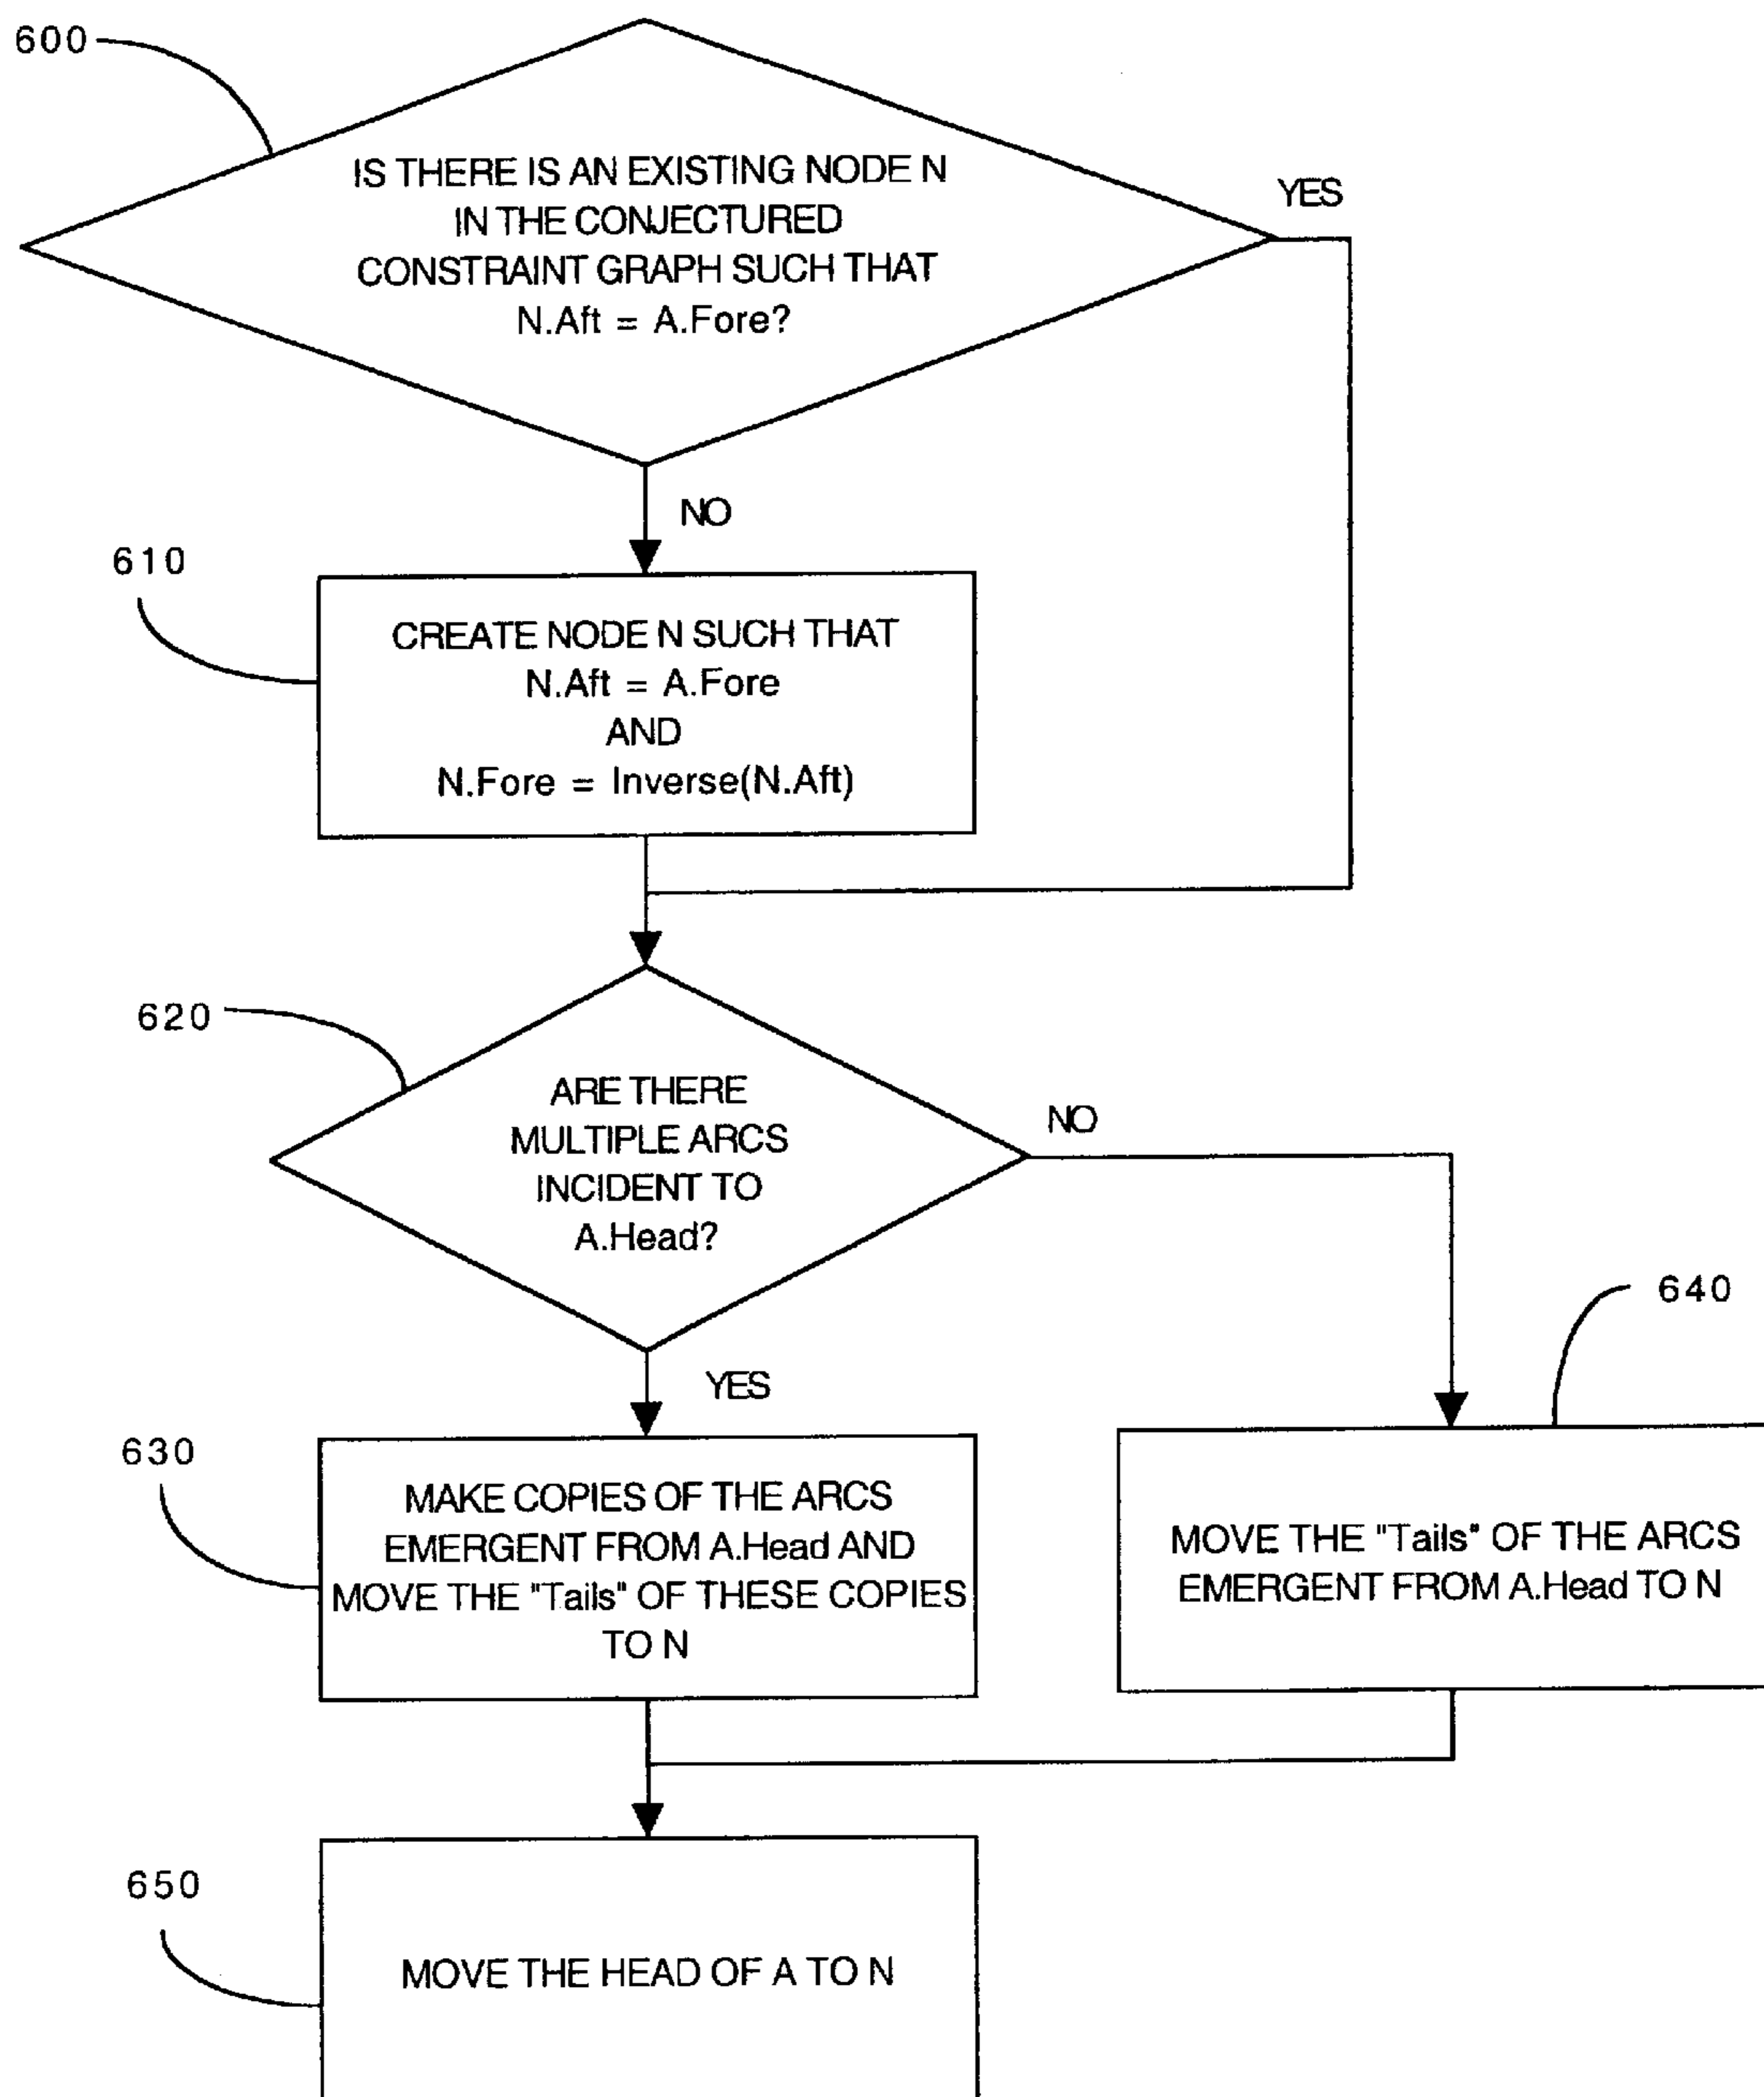 600
IS THERE IS AN EXISTING NODE N
IN THE CONJECTURED
CONSTRAINT GRAPH SUCH THAT
N.Aft = A.Fore?
YES
NO
610
CREATE NODE N SUCH THAT
N.Aft = A.Fore
AND
N.Fore = Inverse(N.Aft)
620
ARE THERE
MULTIPLE ARCS
INCIDENT TO
A.Head?
NO
YES
640
630
MAKE COPIES OF THE ARCS
EMERGENT FROM A.Head AND
MOVE THE "Tails" OF THESE COPIES
TO N
MOVE THE "Tails" OF THE ARCS
EMERGENT FROM A.Head TO N
650
MOVE THE HEAD OF A TO N